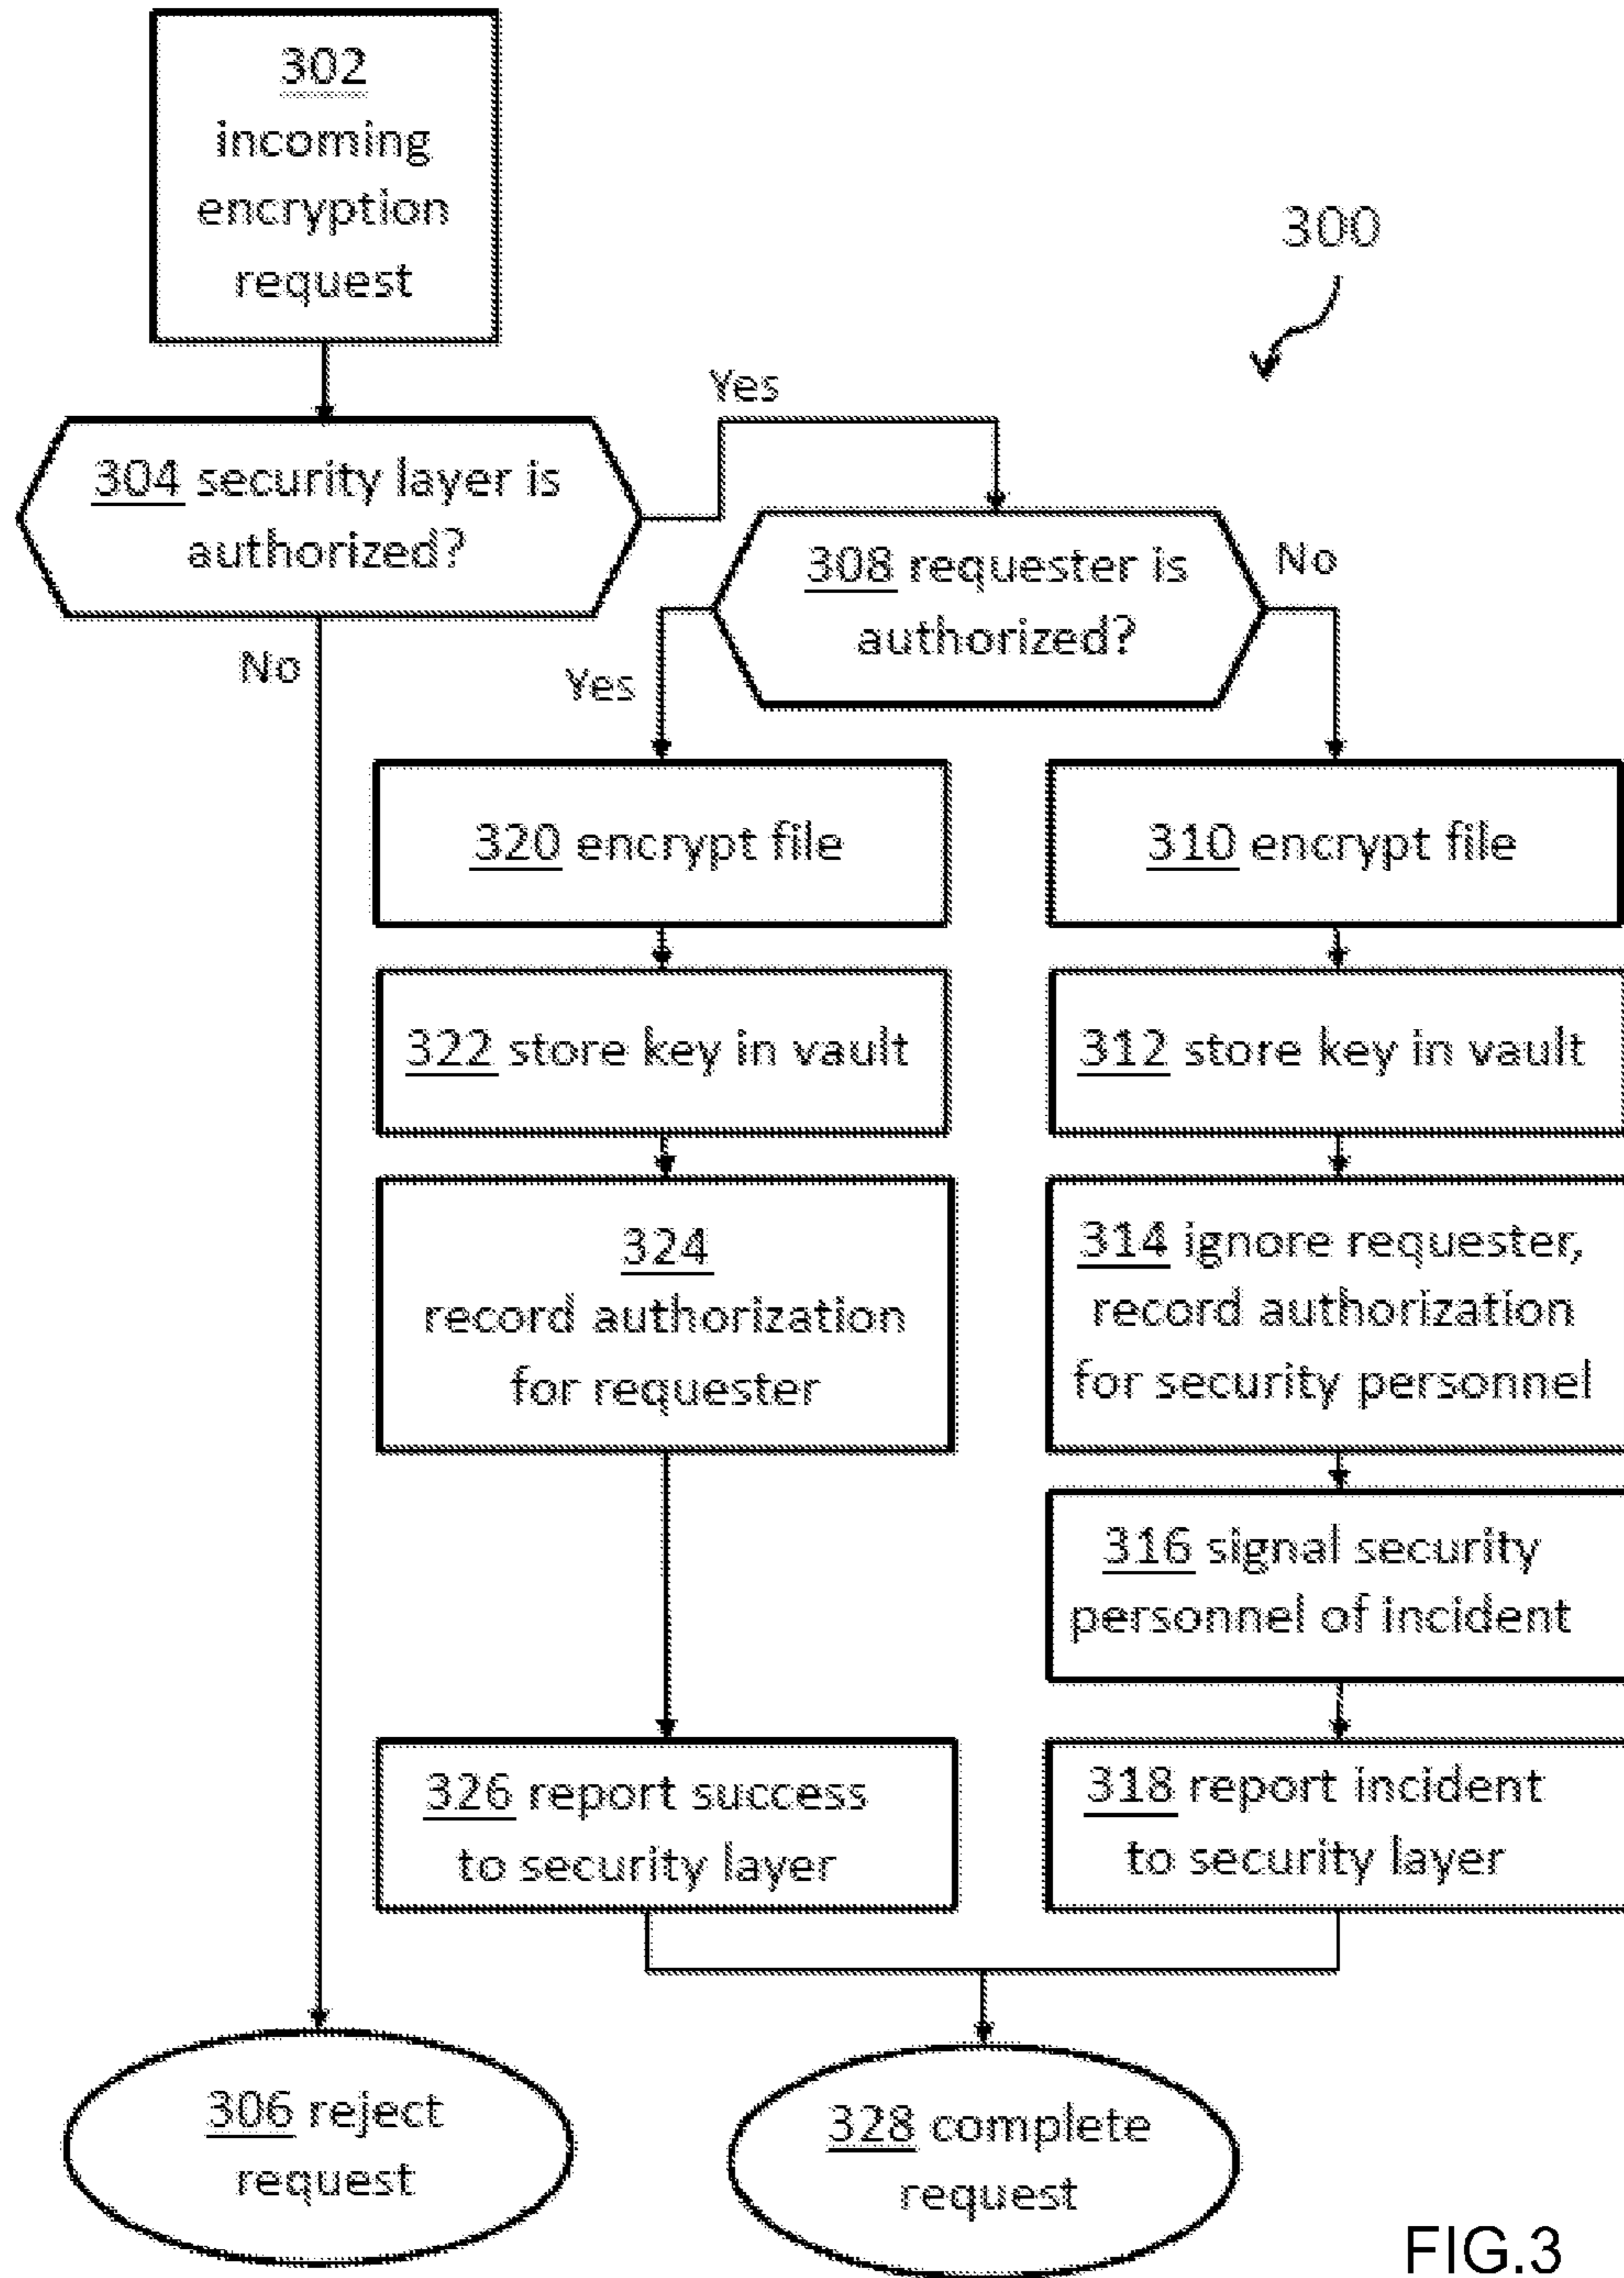 302
incoming
encryption
request
300
Yes
304 security layer is
authorized?
308 requester is
authorized?
No
No
Yes
320 encrypt file
310 encrypt file
322 store key in vault
312 store key in vault
324
record authorization
for requester
314 ignore requester,
record authorization
for security personnel
316 signal security
personnel of incident
326 report success
to security layer
318 report incident
to security layer
306 reject
request
328 complete
request
FIG.3